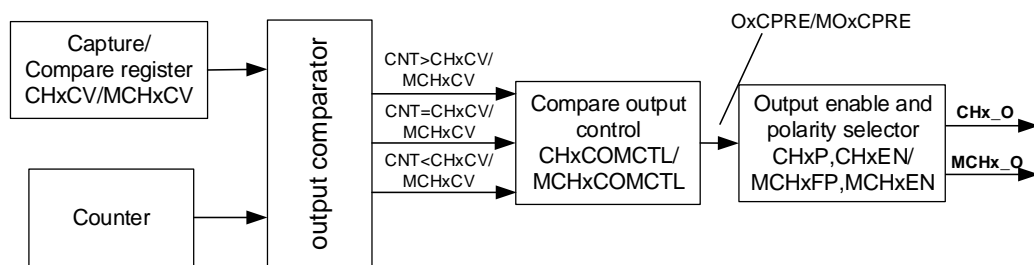 OxCPRE/MOxCPRE
Capture/
Compare register
CHxCV/MCHxCV
Counter
output comparator
CNT>CHxCV/
MCHxCV
CNT=CHxCV/
MCHxCV
CNT<CHxCV/
MCHxCV
Compare output
control
CHxCOMCTL/
MCHxCOMCTL
Output enable and
polarity selector
CHxP,CHxEN/
MCHxFP,MCHxEN
CHx_O
MCHx_O